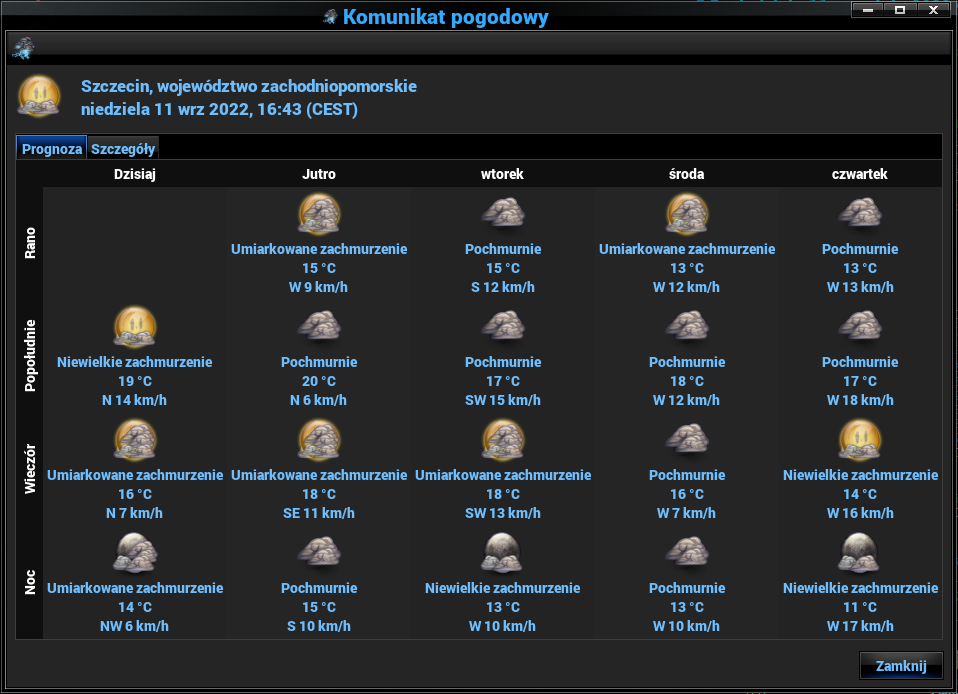 Komunikat pogodowy
Szczecin, województwo zachodniopomorskie
niedziela 11 wrz 2022, 16:43 (CEST)
Prognoza Szczegóły
Dzisiaj Jutro wtorek środa czwartek
Rano
Umiarkowane zachmurzenie Pochmurnie Umiarkowane zachmurzenie Pochmurnie
15 °C 15 °C 13 °C 13 °C
W 9 km/h S 12 km/h W 12 km/h W 13 km/h
Popołudnie
Niewielkie zachmurzenie Pochmurnie Pochmurnie Pochmurnie Pochmurnie
19 °C 20 °C 17 °C 18 °C 17 °C
N 14 km/h N 6 km/h SW 15 km/h W 12 km/h W 18 km/h
Wieczór
Umiarkowane zachmurzenie Umiarkowane zachmurzenie Umiarkowane zachmurzenie Pochmurnie Niewielkie zachmurzenie
16 °C 18 °C 18 °C 16 °C 14 °C
N 7 km/h SE 11 km/h SW 13 km/h W 7 km/h W 16 km/h
Noc
Umiarkowane zachmurzenie Pochmurnie Niewielkie zachmurzenie Pochmurnie Niewielkie zachmurzenie
14 °C 15 °C 13 °C 13 °C 11 °C
NW 6 km/h S 10 km/h W 10 km/h W 10 km/h W 17 km/h
Zamknij